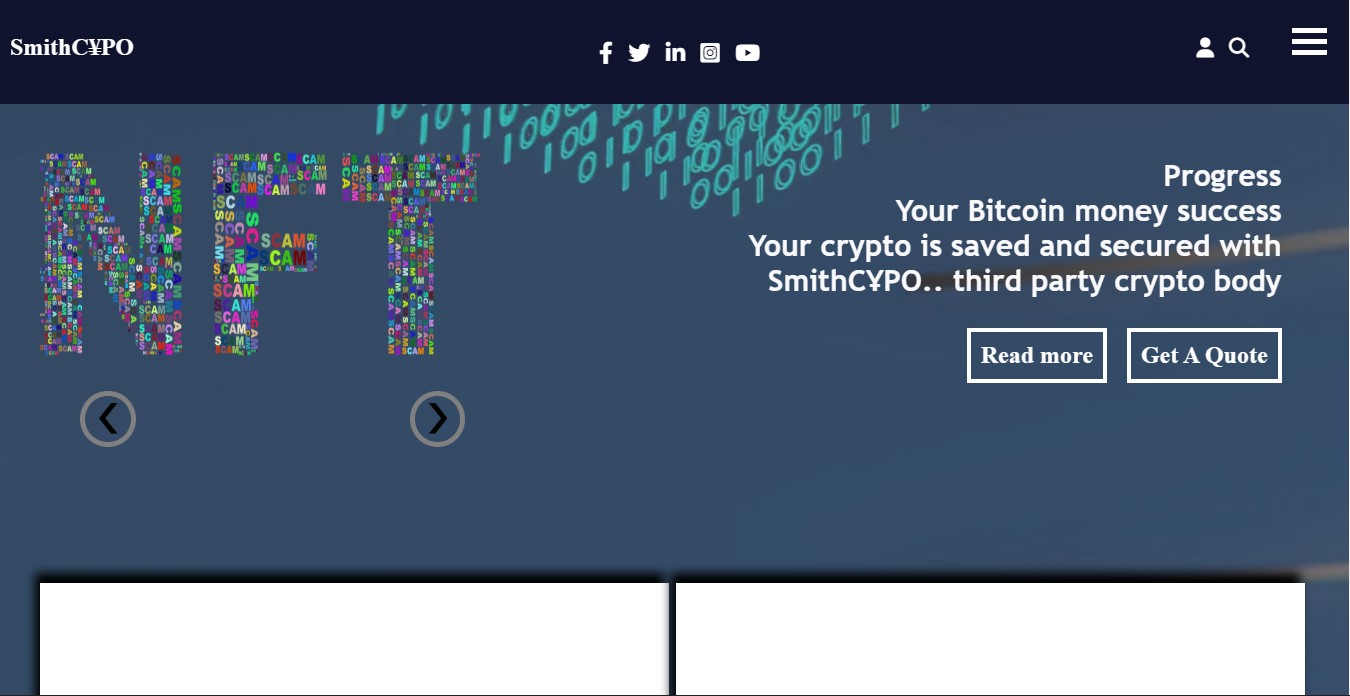 SmithC¥PO
NFT
Progress
Your Bitcoin money success
Your crypto is saved and secured with
SmithC¥PO.. third party crypto body
Read more
Get A Quote